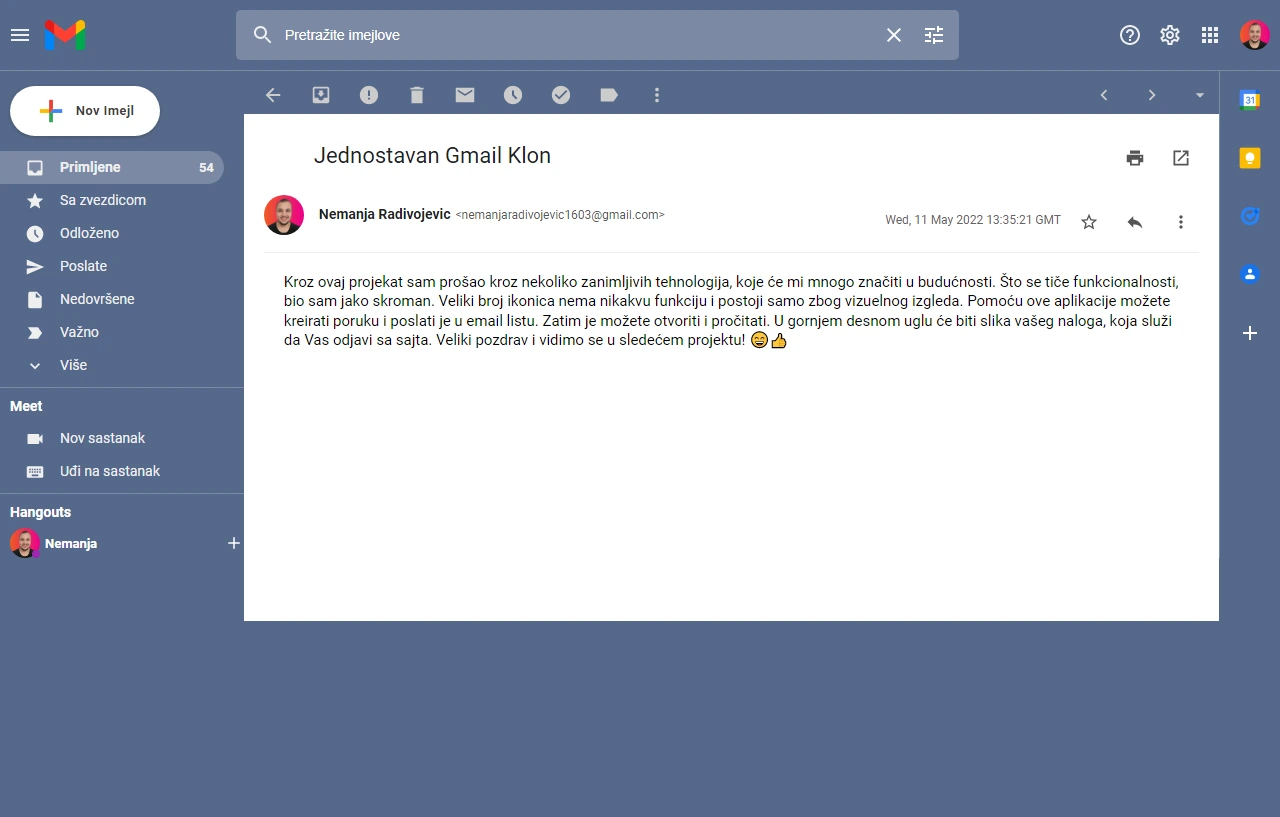 Pretražite imejlove
Nov Imejl
Primljene 54
Sa zvezdicom
Odloženo
Poslate
Nedovršene
Važno
Više
Meet
Nov sastanak
Uđi na sastanak
Hangouts
Nemanja
Jednostavan Gmail Klon
Nemanja Radivojevic <nemanjaradivojevic1603@gmail.com>
Wed, 11 May 2022 13:35:21 GMT
Kroz ovaj projekat sam prošao kroz nekoliko zanimljivih tehnologija, koje će mi mnogo značiti u budućnosti. Što se tiče funkcionalnosti,
bio sam jako skroman. Veliki broj ikonica nema nikakvu funkciju i postoji samo zbog vizuelnog izgleda. Pomoću ove aplikacije možete
kreirati poruku i poslati je u email listu. Zatim je možete otvoriti i pročitati. U gornjem desnom uglu će biti slika vašeg naloga, koja služi
da Vas odjavi sa sajta. Veliki pozdrav i vidimo se u sledećem projektu! 😄👍
31